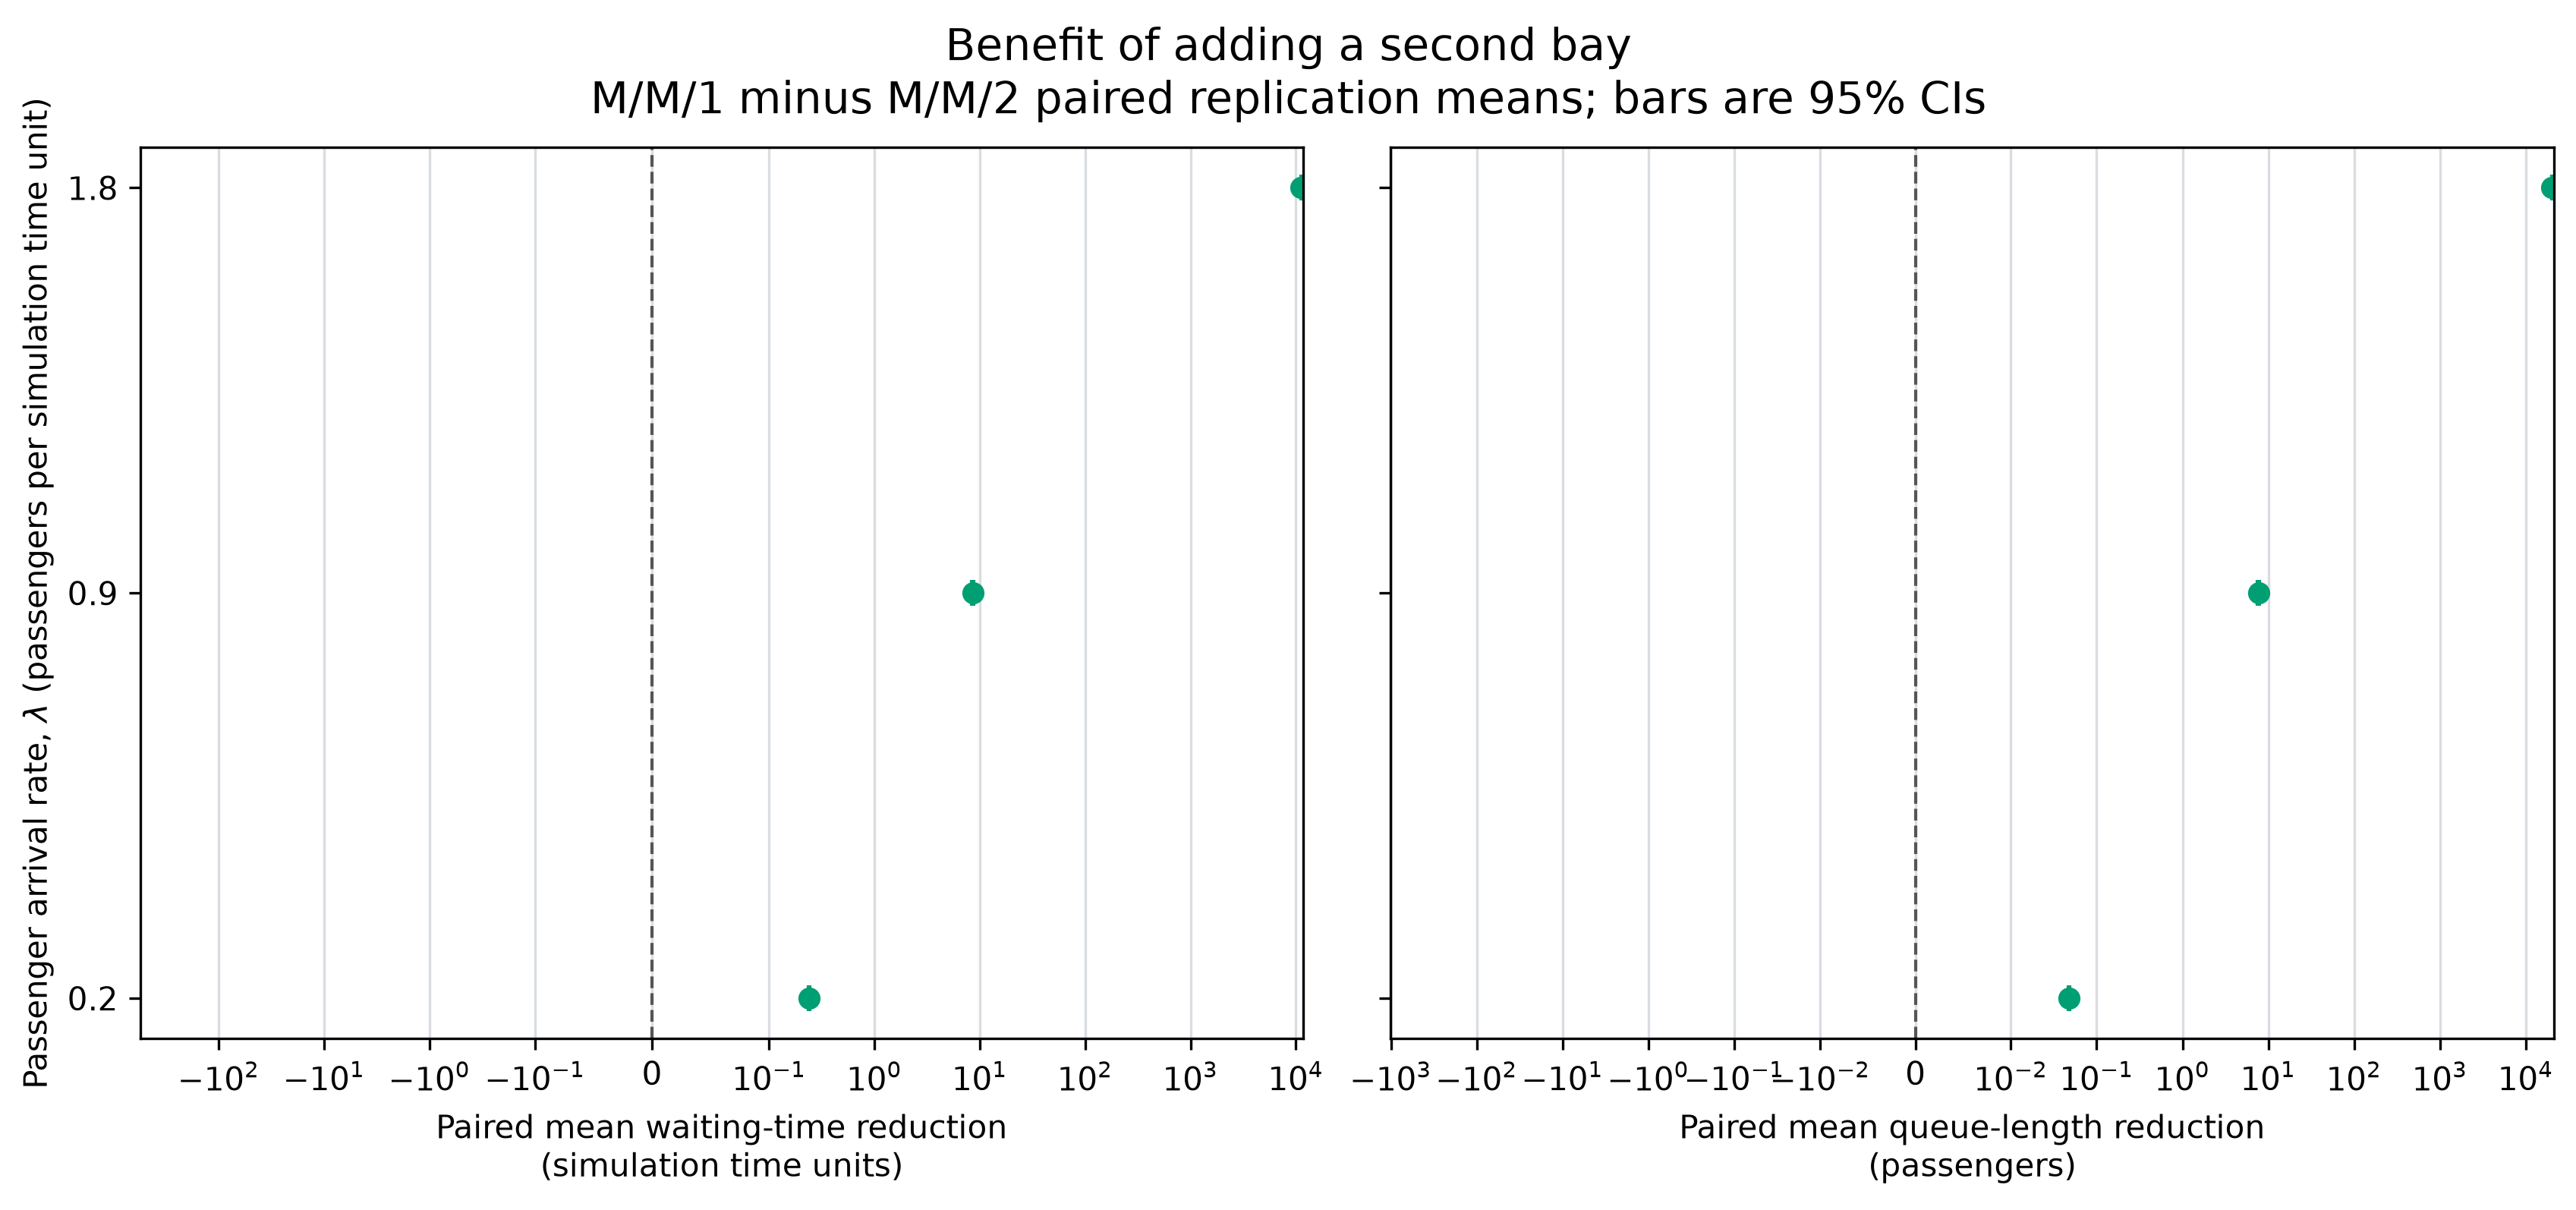 Benefit of adding a second bay
M/M/1 minus M/M/2 paired replication means; bars are 95% CIs
Passenger arrival rate, λ (passengers per simulation time unit)
1.8
0.9
0.2
−10² −10¹ −10⁰ −10⁻¹ 0 10⁻¹ 10⁰ 10¹ 10² 10³ 10⁴
Paired mean waiting-time reduction
(simulation time units)
−10³ −10² −10¹ −10⁰ −10⁻¹ −10⁻² 0 10⁻² 10⁻¹ 10⁰ 10¹ 10² 10³ 10⁴
Paired mean queue-length reduction
(passengers)